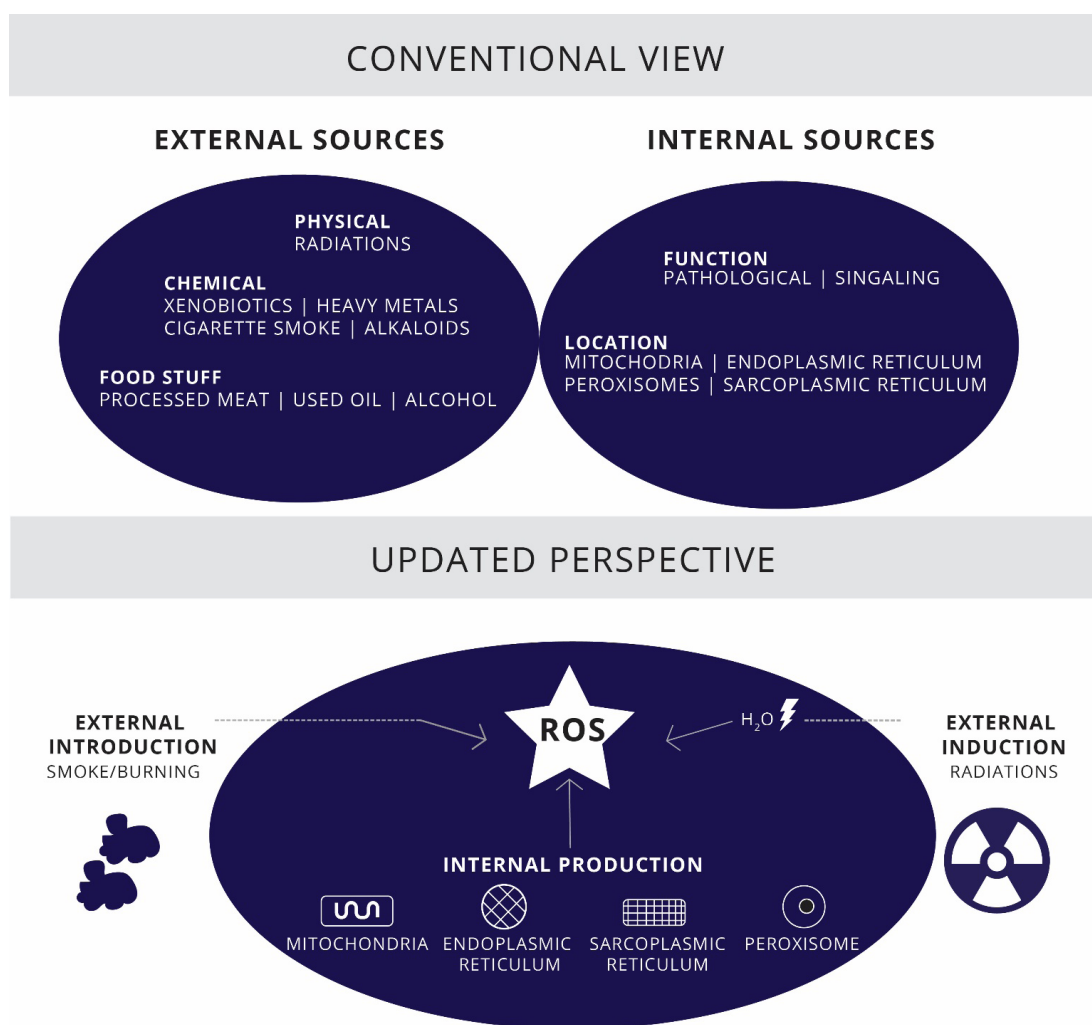 CONVENTIONAL VIEW
EXTERNAL SOURCES
PHYSICAL
RADIATIONS
CHEMICAL
XENOBIOTICS | HEAVY METALS
CIGARETTE SMOKE | ALKALOIDS
FOOD STUFF
PROCESSED MEAT | USED OIL | ALCOHOL
INTERNAL SOURCES
FUNCTION
PATHOLOGICAL | SINGALING
LOCATION
MITOCHODRIA | ENDOPLASMIC RETICULUM
PEROXISOMES | SARCOPLASMIC RETICULUM
UPDATED PERSPECTIVE
EXTERNAL
INTRODUCTION
SMOKE/BURNING
ROS
H₂O
EXTERNAL
INDUCTION
RADIATIONS
INTERNAL PRODUCTION
MITOCHONDRIA
ENDOPLASMIC
RETICULUM
SARCOPLASMIC
RETICULUM
PEROXISOME